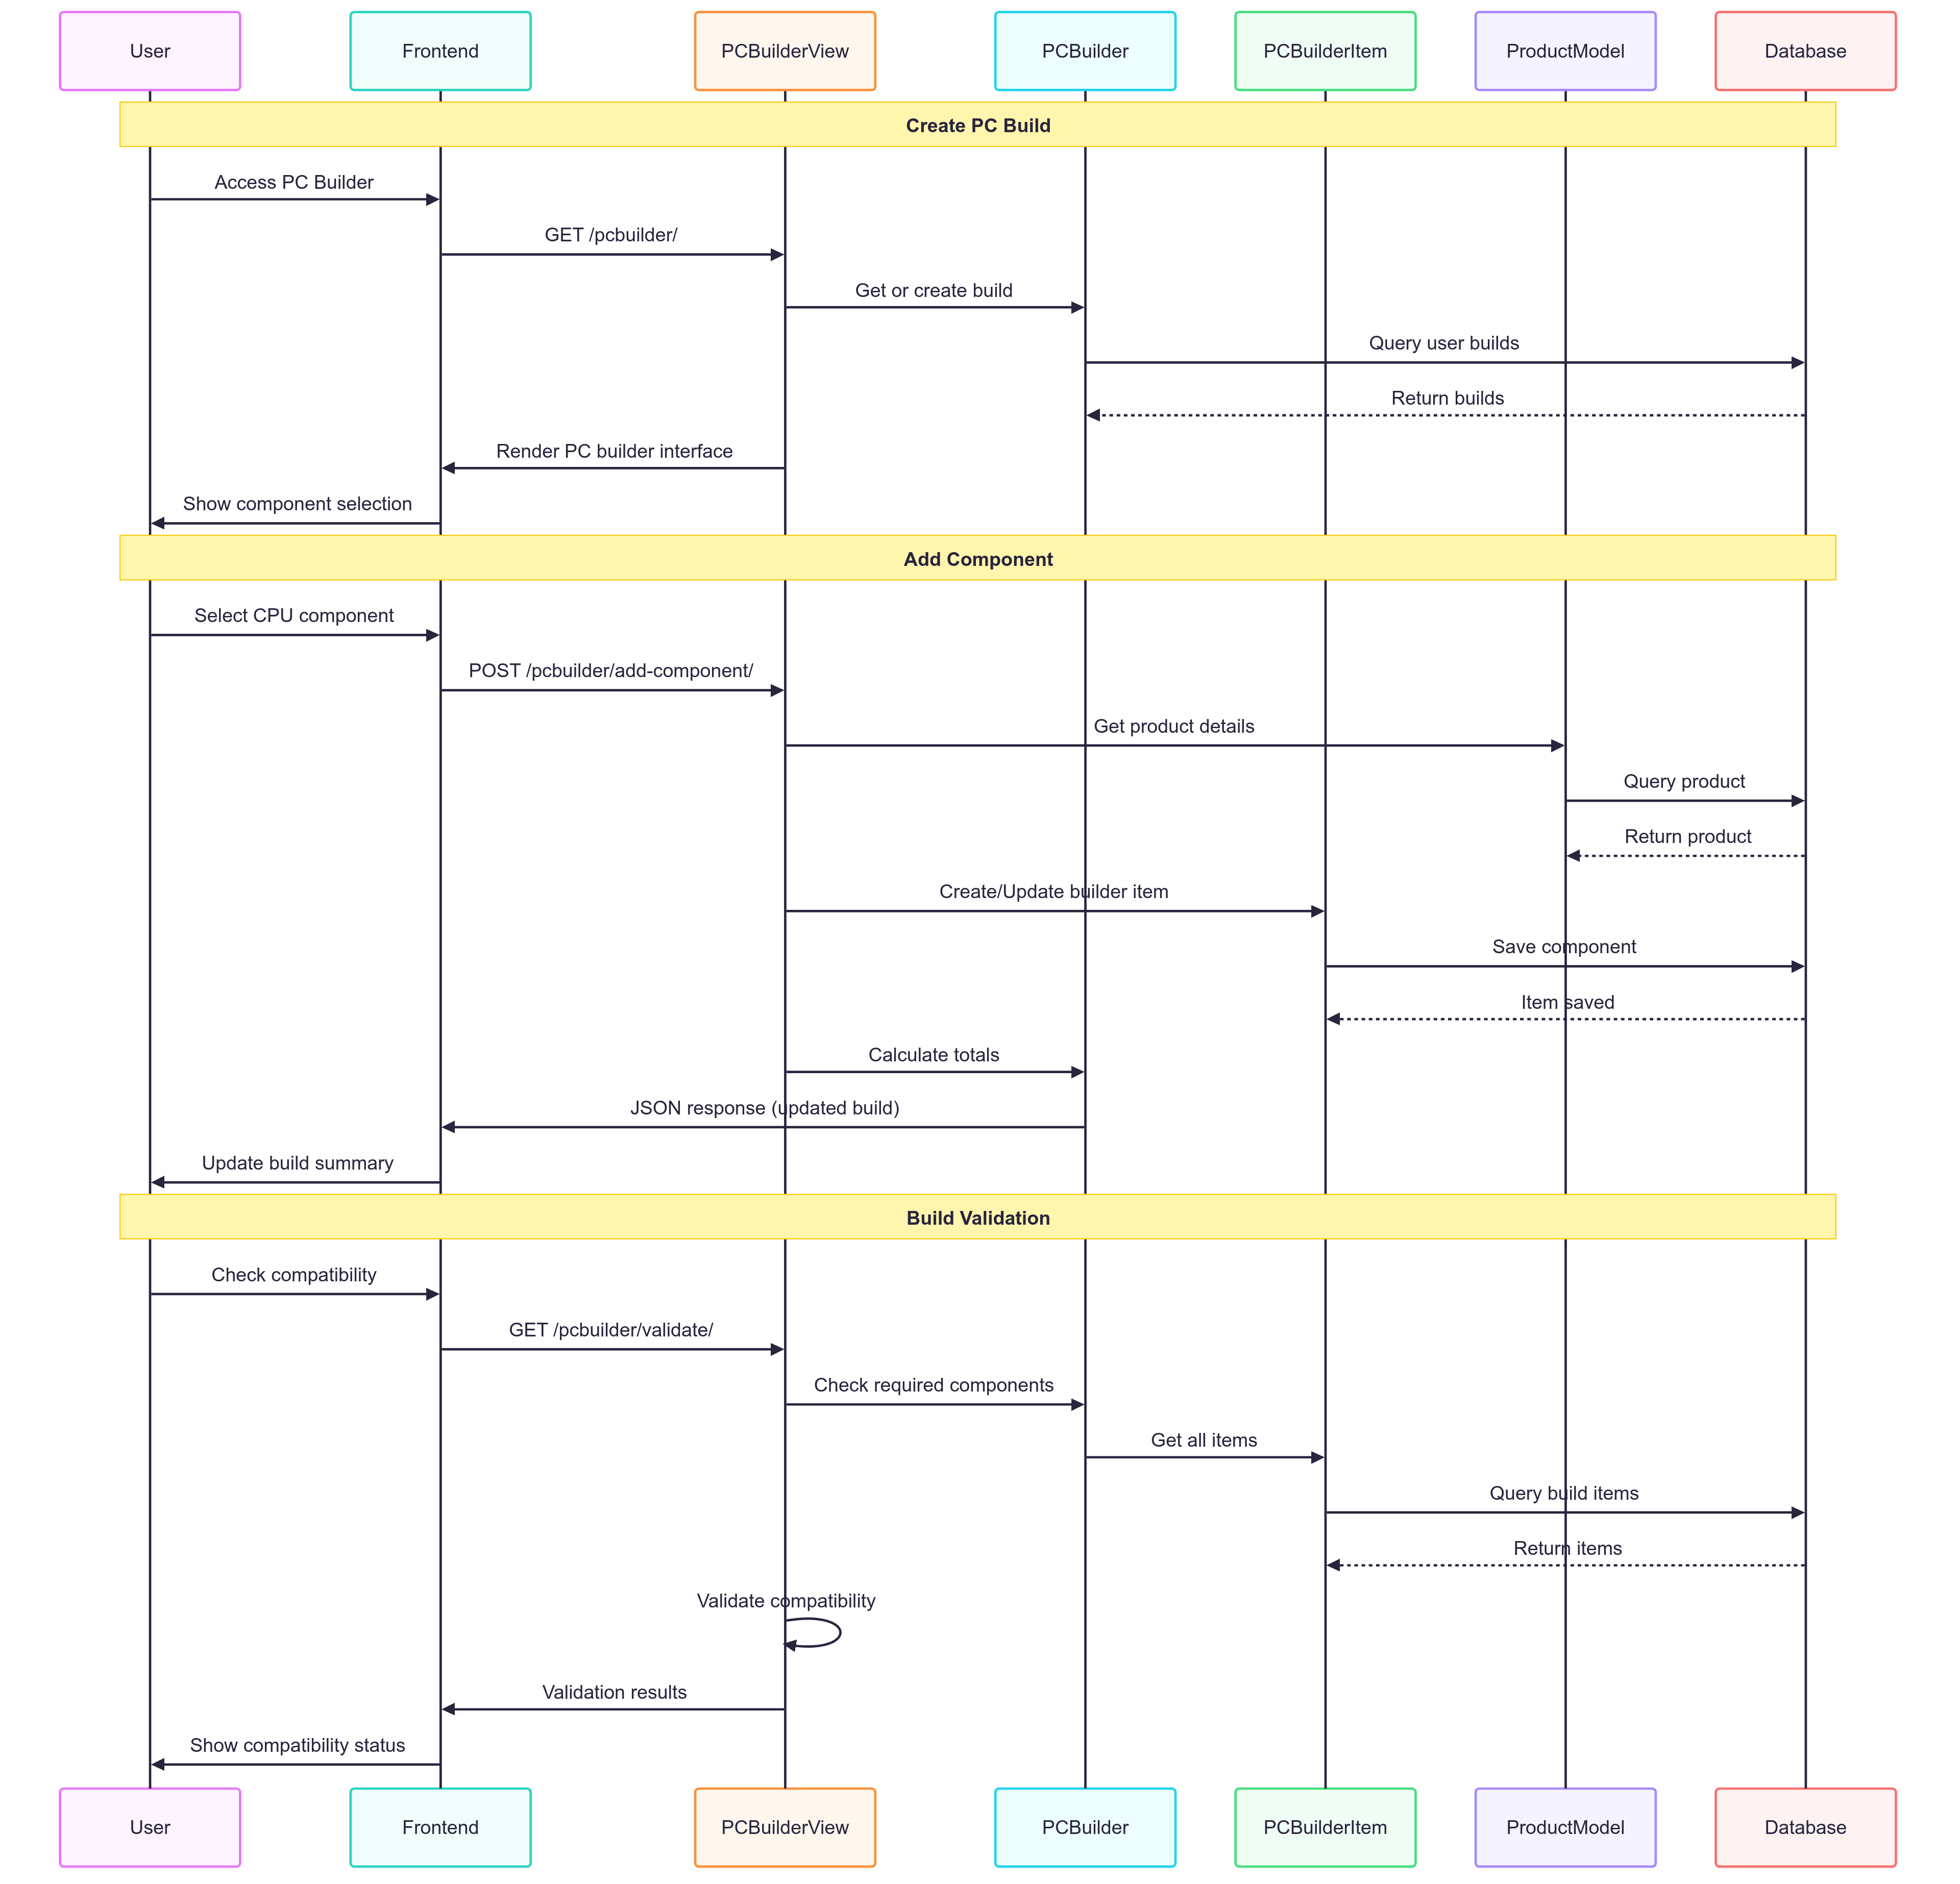 User
Frontend
PCBuilderView
PCBuilder
PCBuilderItem
ProductModel
Database
Create PC Build
Access PC Builder
GET /pcbuilder/
Get or create build
Query user builds
Return builds
Render PC builder interface
Show component selection
Add Component
Select CPU component
POST /pcbuilder/add-component/
Get product details
Query product
Return product
Create/Update builder item
Save component
Item saved
Calculate totals
JSON response (updated build)
Update build summary
Build Validation
Check compatibility
GET /pcbuilder/validate/
Check required components
Get all items
Query build items
Return items
Validate compatibility
Validation results
Show compatibility status
User
Frontend
PCBuilderView
PCBuilder
PCBuilderItem
ProductModel
Database